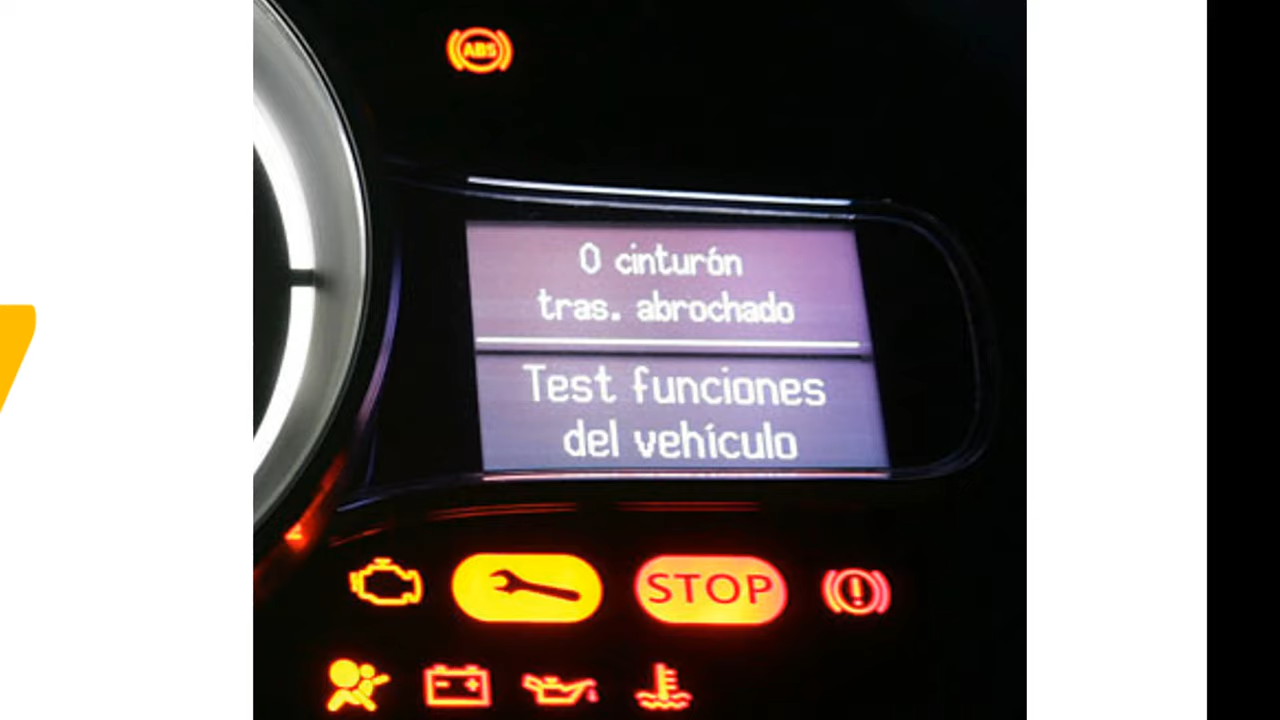 ABS
0 cinturón
tras. abrochado
Test funciones
del vehículo
STOP